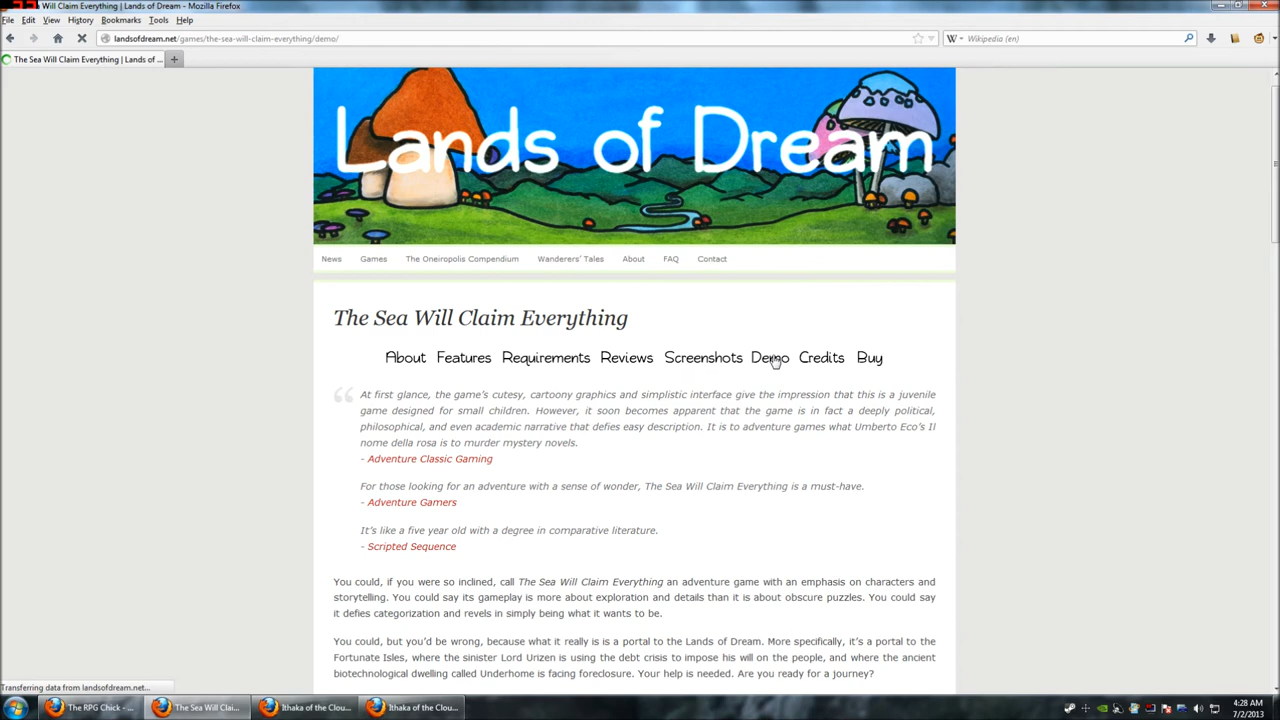 Will Claim Everything | Lands of Dream - Mozilla Firefox
File Edit View History Bookmarks Tools Help
landsofdream.net/games/the-sea-will-claim-everything/demo/
W Wikipedia (en)
The Sea Will Claim Everything | Lands of ...
Lands of Dream
News Games The Oneiropolis Compendium Wanderers' Tales About FAQ Contact
The Sea Will Claim Everything
About Features Requirements Reviews Screenshots Demo Credits Buy
At first glance, the game's cutesy, cartoony graphics and simplistic interface give the impression that this is a juvenile
game designed for small children. However, it soon becomes apparent that the game is in fact a deeply political,
philosophical, and even academic narrative that defies easy description. It is to adventure games what Umberto Eco's Il
nome della rosa is to murder mystery novels.
- Adventure Classic Gaming
For those looking for an adventure with a sense of wonder, The Sea Will Claim Everything is a must-have.
- Adventure Gamers
It's like a five year old with a degree in comparative literature.
- Scripted Sequence
You could, if you were so inclined, call The Sea Will Claim Everything an adventure game with an emphasis on characters and
storytelling. You could say its gameplay is more about exploration and details than it is about obscure puzzles. You could say
it defies categorization and revels in simply being what it wants to be.
You could, but you'd be wrong, because what it really is is a portal to the Lands of Dream. More specifically, it's a portal to the
Fortunate Isles, where the sinister Lord Urizen is using the debt crisis to impose his will on the people, and where the ancient
biotechnological dwelling called Underhome is facing foreclosure. Your help is needed. Are you ready for a journey?
Transferring data from landsofdream.net...
The RPG Chick - ... The Sea Will Clai... Ithaka of the Clou... Ithaka of the Clou...
4:28 AM
7/2/2013